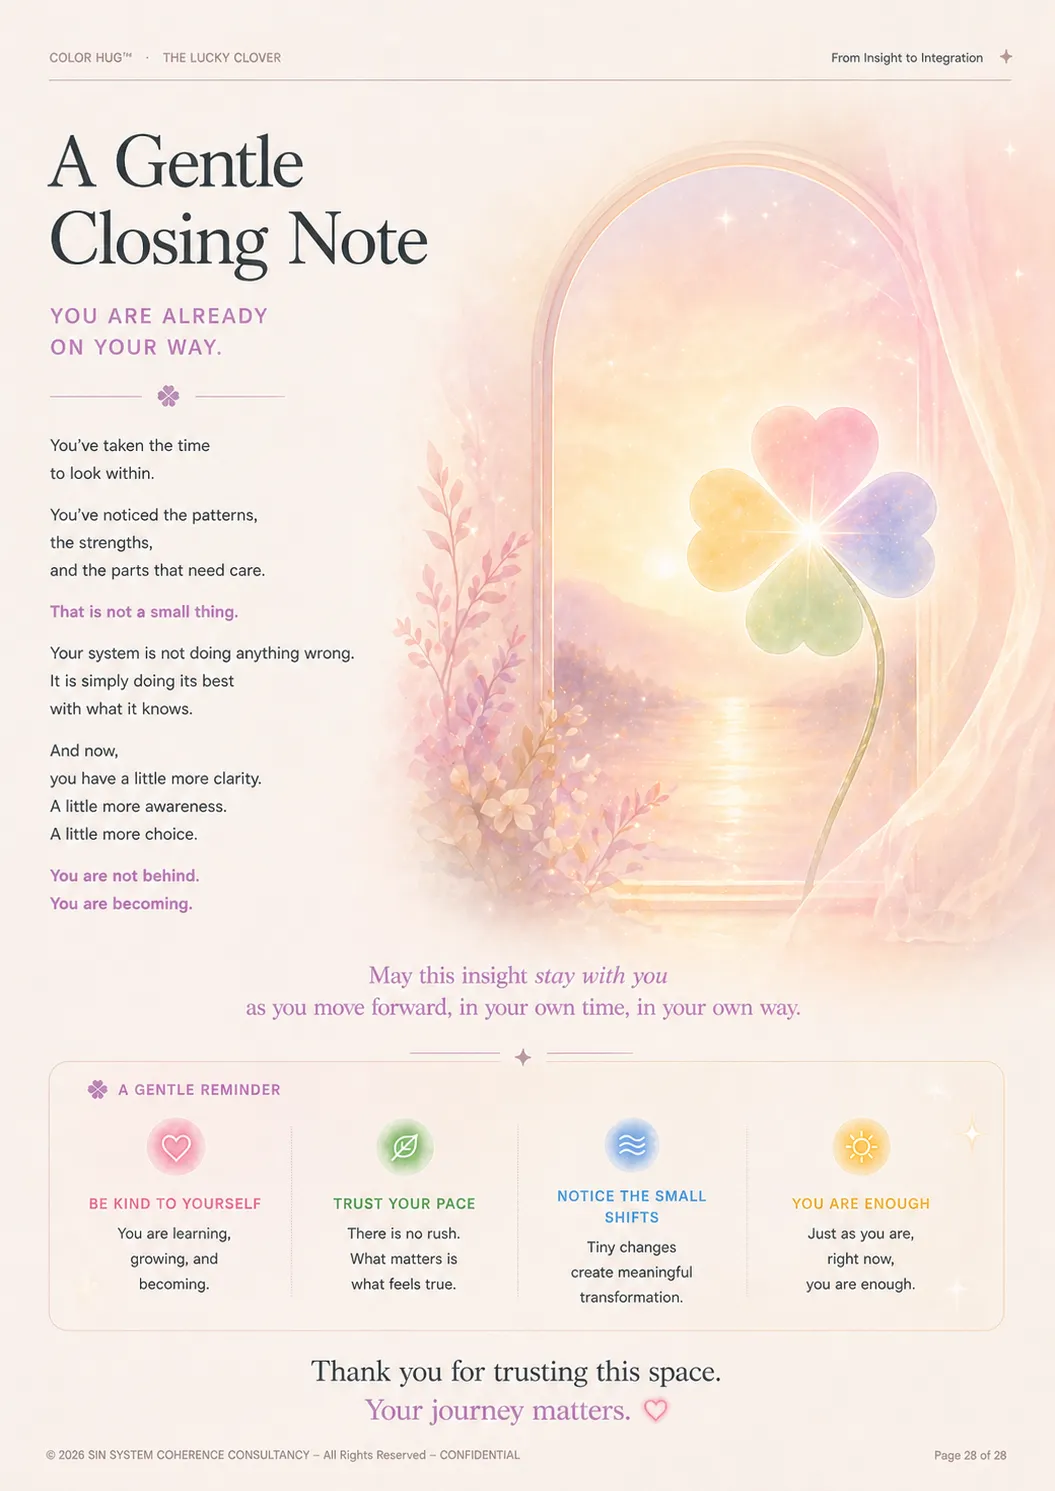 COLOR HUG™ · THE LUCKY CLOVER
From Insight to Integration
A Gentle
Closing Note
YOU ARE ALREADY
ON YOUR WAY.
You've taken the time
to look within.
You've noticed the patterns,
the strengths,
and the parts that need care.
That is not a small thing.
Your system is not doing anything wrong.
It is simply doing its best
with what it knows.
And now,
you have a little more clarity.
A little more awareness.
A little more choice.
You are not behind.
You are becoming.
May this insight stay with you
as you move forward, in your own time, in your own way.
A GENTLE REMINDER
BE KIND TO YOURSELF
You are learning,
growing, and
becoming.
TRUST YOUR PACE
There is no rush.
What matters is
what feels true.
NOTICE THE SMALL
SHIFTS
Tiny changes
create meaningful
transformation.
YOU ARE ENOUGH
Just as you are,
right now,
you are enough.
Thank you for trusting this space.
Your journey matters.
© 2026 SIN SYSTEM COHERENCE CONSULTANCY – All Rights Reserved – CONFIDENTIAL
Page 28 of 28